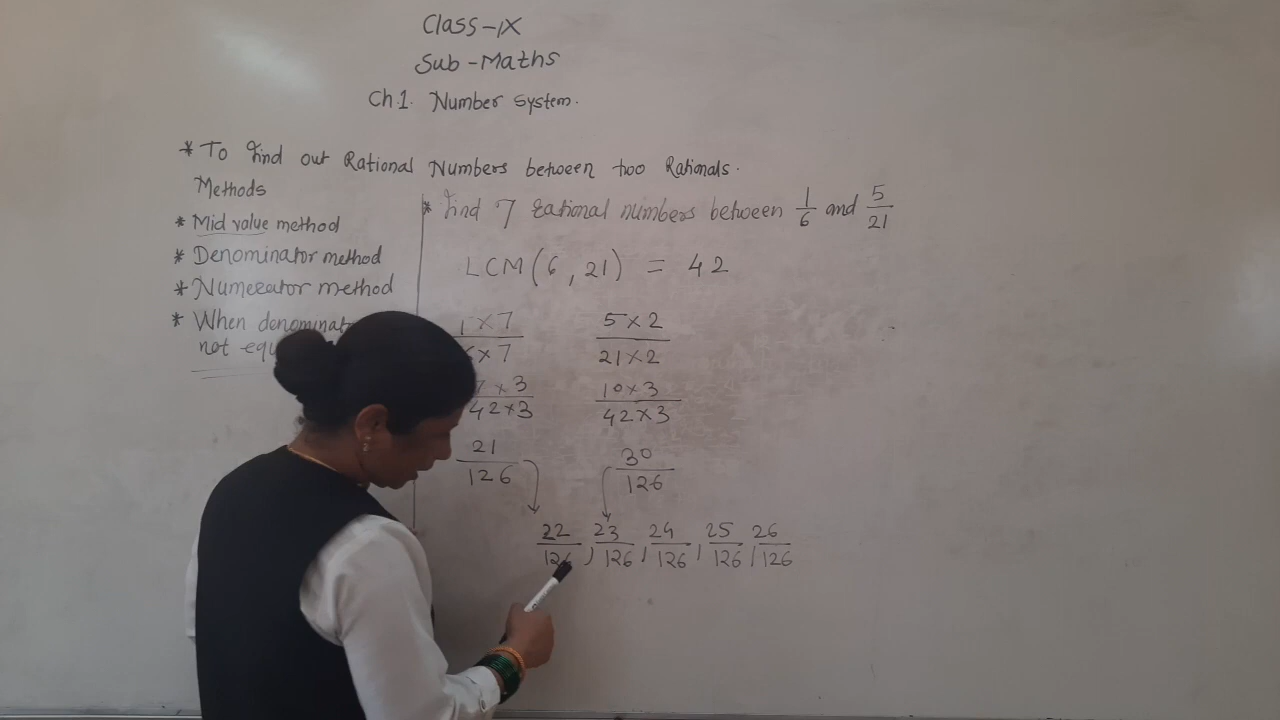 Class-IX
Sub-Maths
Ch.1. Number System.
* To find out Rational Numbers between two Rationals.
Methods
* Mid value method
* Denominator method
* Numerator method
* When
not
* find 7 rational numbers between 1/6 and 5/21
LCM(6, 21) = 42
1×7/6×7 5×2/21×2
7×3/42×3 10×3/42×3
21/126 30/126
22/126, 23/126, 24/126, 25/126, 26/126